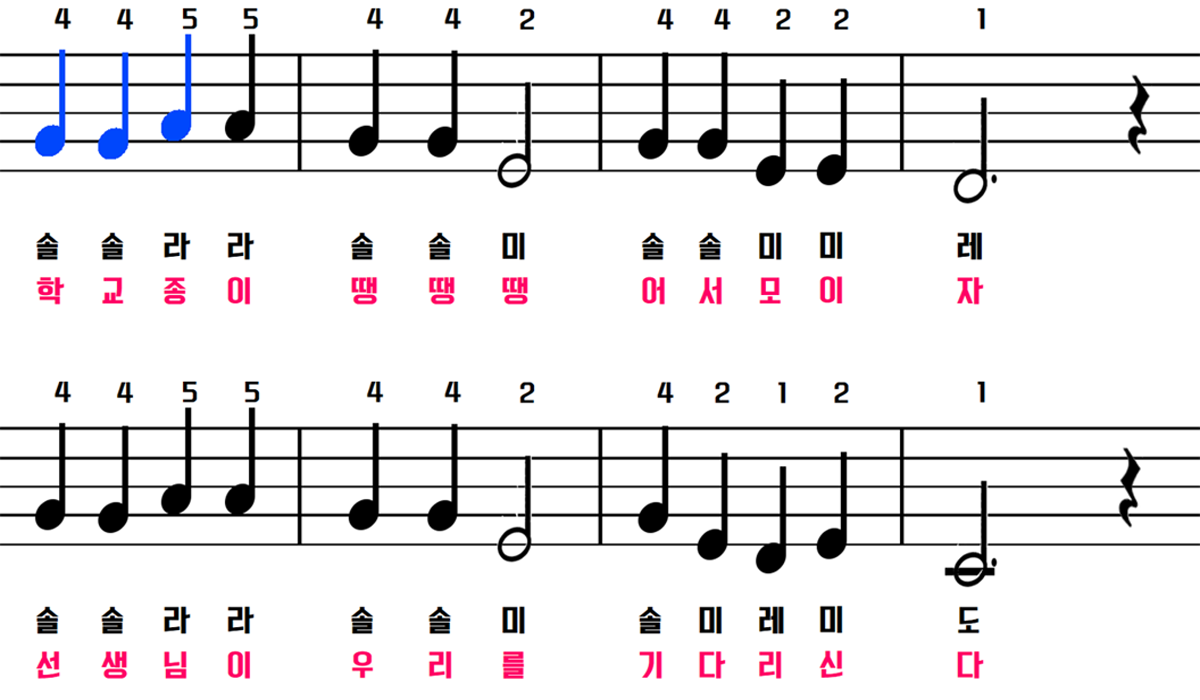 4 4 5 5 4 4 2 4 4 2 2 1
솔 솔 라 라 솔 솔 미 솔 솔 미 미 레
학 교 종 이 땡 땡 땡 어 서 모 이 자
4 4 5 5 4 4 2 4 2 1 2 1
솔 솔 라 라 솔 솔 미 솔 미 레 미 도
선 생 님 이 우 리 를 기 다 리 신 다